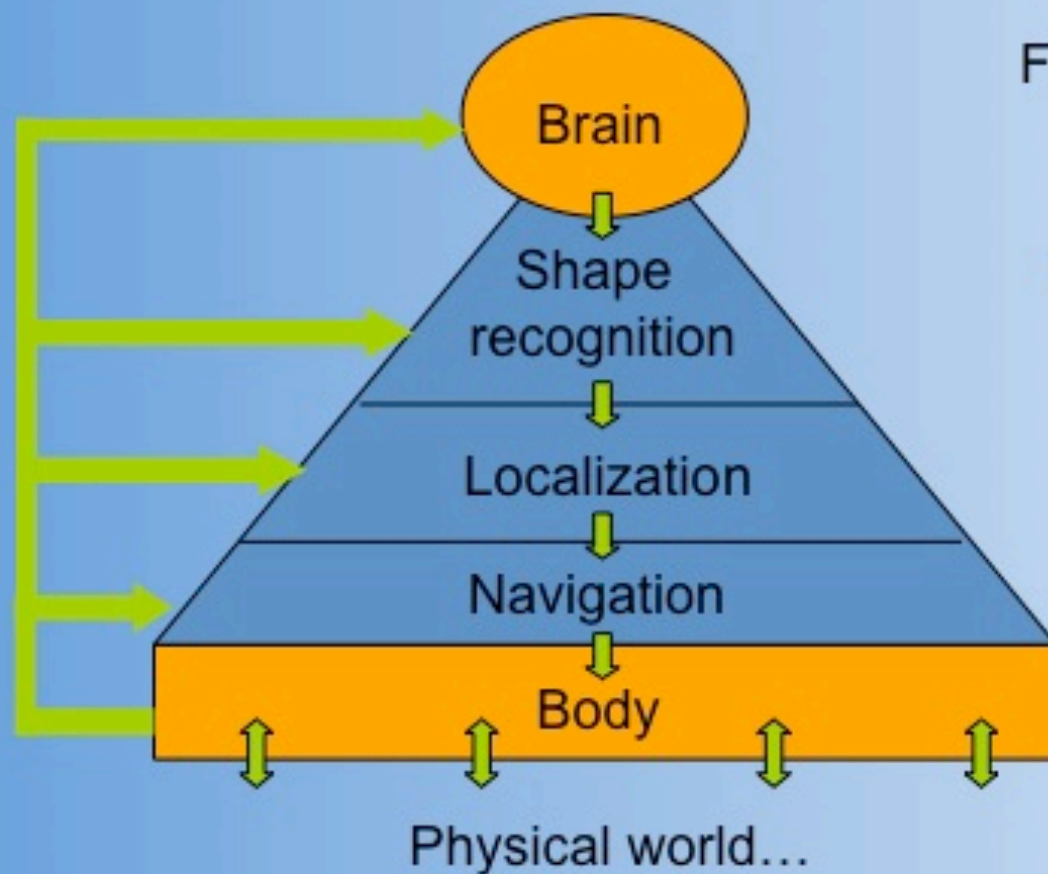 Brain
F
Shape
recognition
Localization
Navigation
Body
Physical world…